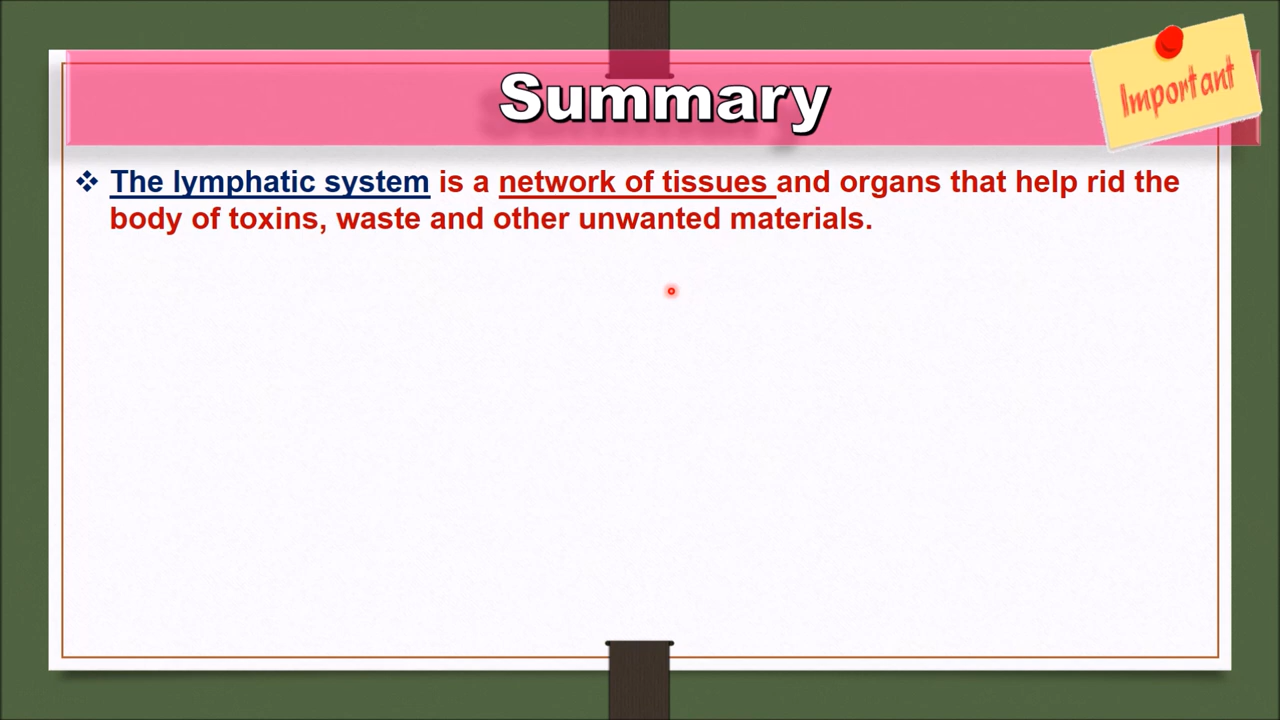 Summary
Important
❖ The lymphatic system is a network of tissues and organs that help rid the
body of toxins, waste and other unwanted materials.